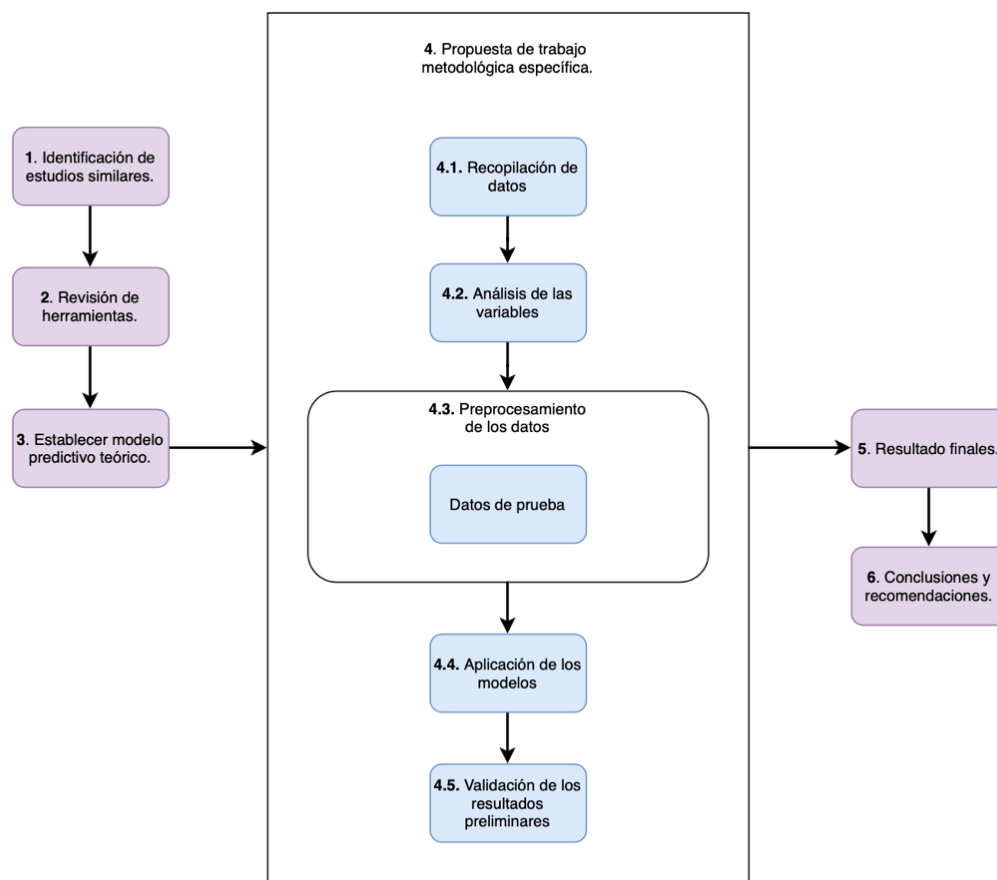 1. Identificación de
estudios similares.
2. Revisión de
herramientas.
3. Establecer modelo
predictivo teórico.
4. Propuesta de trabajo
metodológica específica.
4.1. Recopilación de
datos
4.2. Análisis de las
variables
4.3. Preprocesamiento
de los datos
Datos de prueba
4.4. Aplicación de los
modelos
4.5. Validación de los
resultados
preliminares
5. Resultado finales.
6. Conclusiones y
recomendaciones.